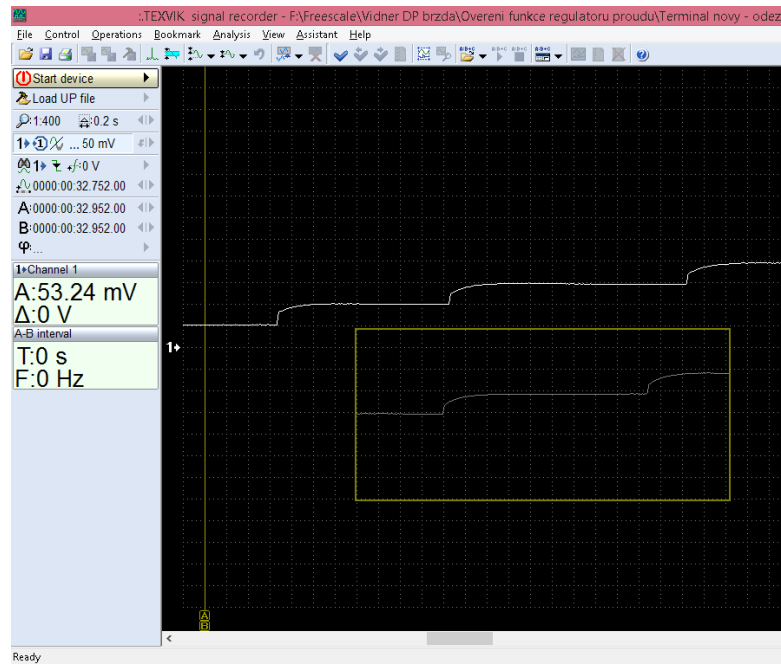 :.TEXVIK signal recorder - F:\Freescale\Vidner DP brzda\Overeni funkce regulatoru proudu\Terminal novy - odez
File Control Operations Bookmark Analysis View Assistant Help
Start device
Load UP file
1:400 0.2 s
1 1 ... 50 mV
1 f:0 V
0000:00:32.752.00
A:0000:00:32.952.00
B:0000:00:32.952.00
φ:...
1 Channel 1
A:53.24 mV
Δ:0 V
A-B interval
T:0 s
F:0 Hz
1
A
B
Ready